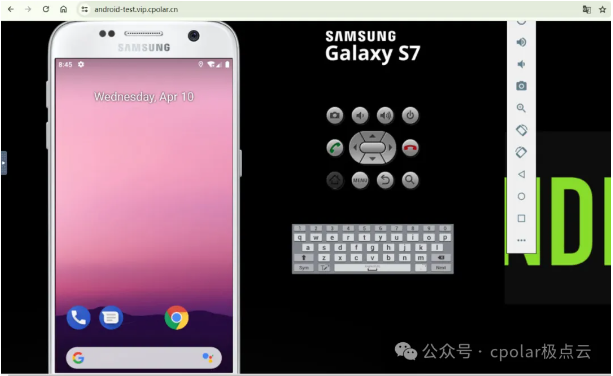 android-test.vip.cpolar.cn
SAMSUNG
8:45
Wednesday, Apr 10
SAMSUNG
Galaxy S7
MENU
q w e r t y u i o p
a s d f g h j k l
z x c v b n m
Sym
Next
NDR
公众号 · cpolar极点云